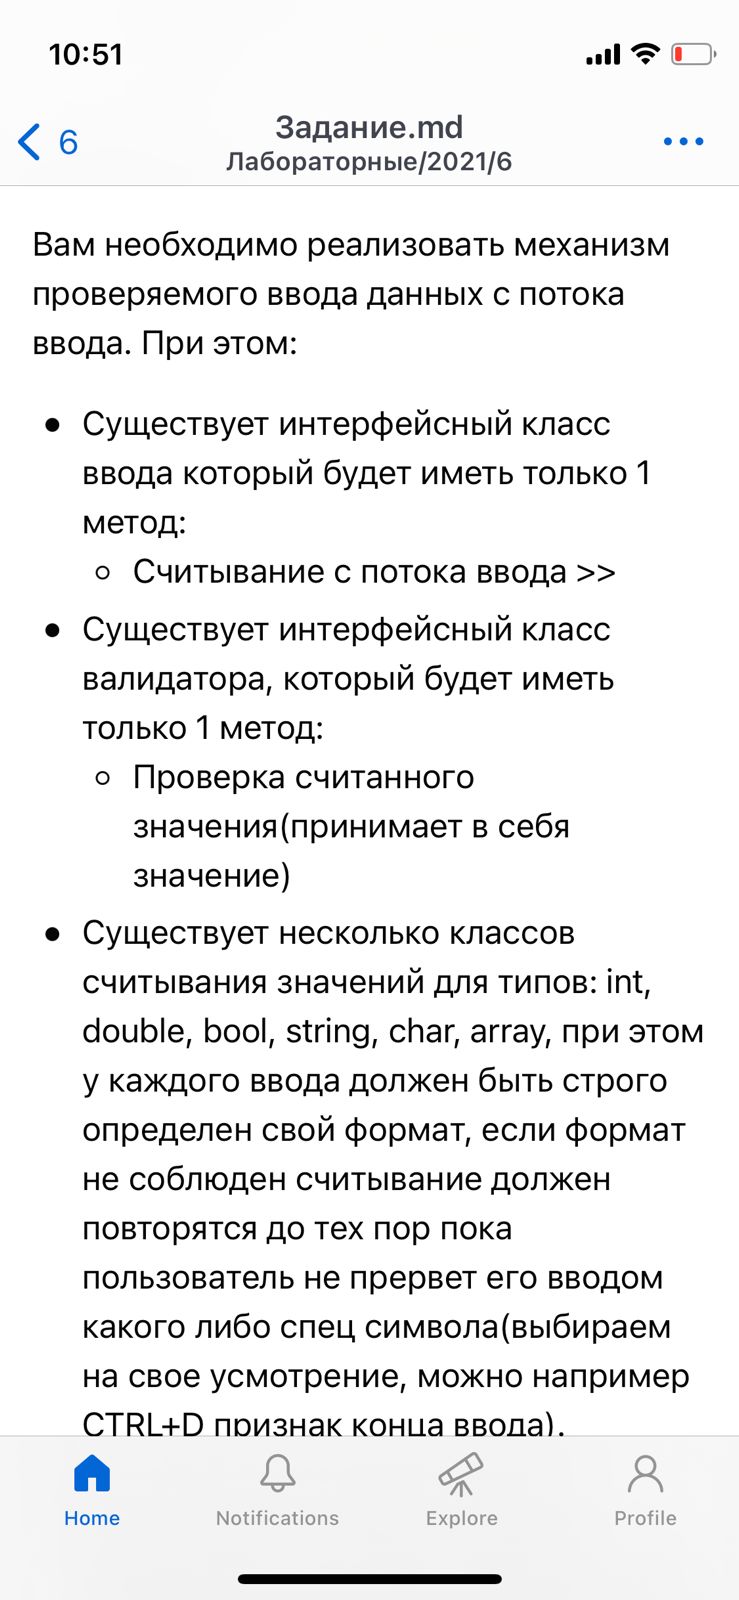 10:51
6
Задание.md
Лабораторные/2021/6
Вам необходимо реализовать механизм
проверяемого ввода данных с потока
ввода. При этом:
Существует интерфейсный класс
ввода который будет иметь только 1
метод:
Считывание с потока ввода >>
Существует интерфейсный класс
валидатора, который будет иметь
только 1 метод:
Проверка считанного
значения(принимает в себя
значение)
Существует несколько классов
считывания значений для типов: int,
double, bool, string, char, array, при этом
у каждого ввода должен быть строго
определен свой формат, если формат
не соблюден считывание должен
повторятся до тех пор пока
пользователь не прервет его вводом
какого либо спец символа(выбираем
на свое усмотрение, можно например
CTRL+D признак конца ввода).
Home
Notifications
Explore
Profile